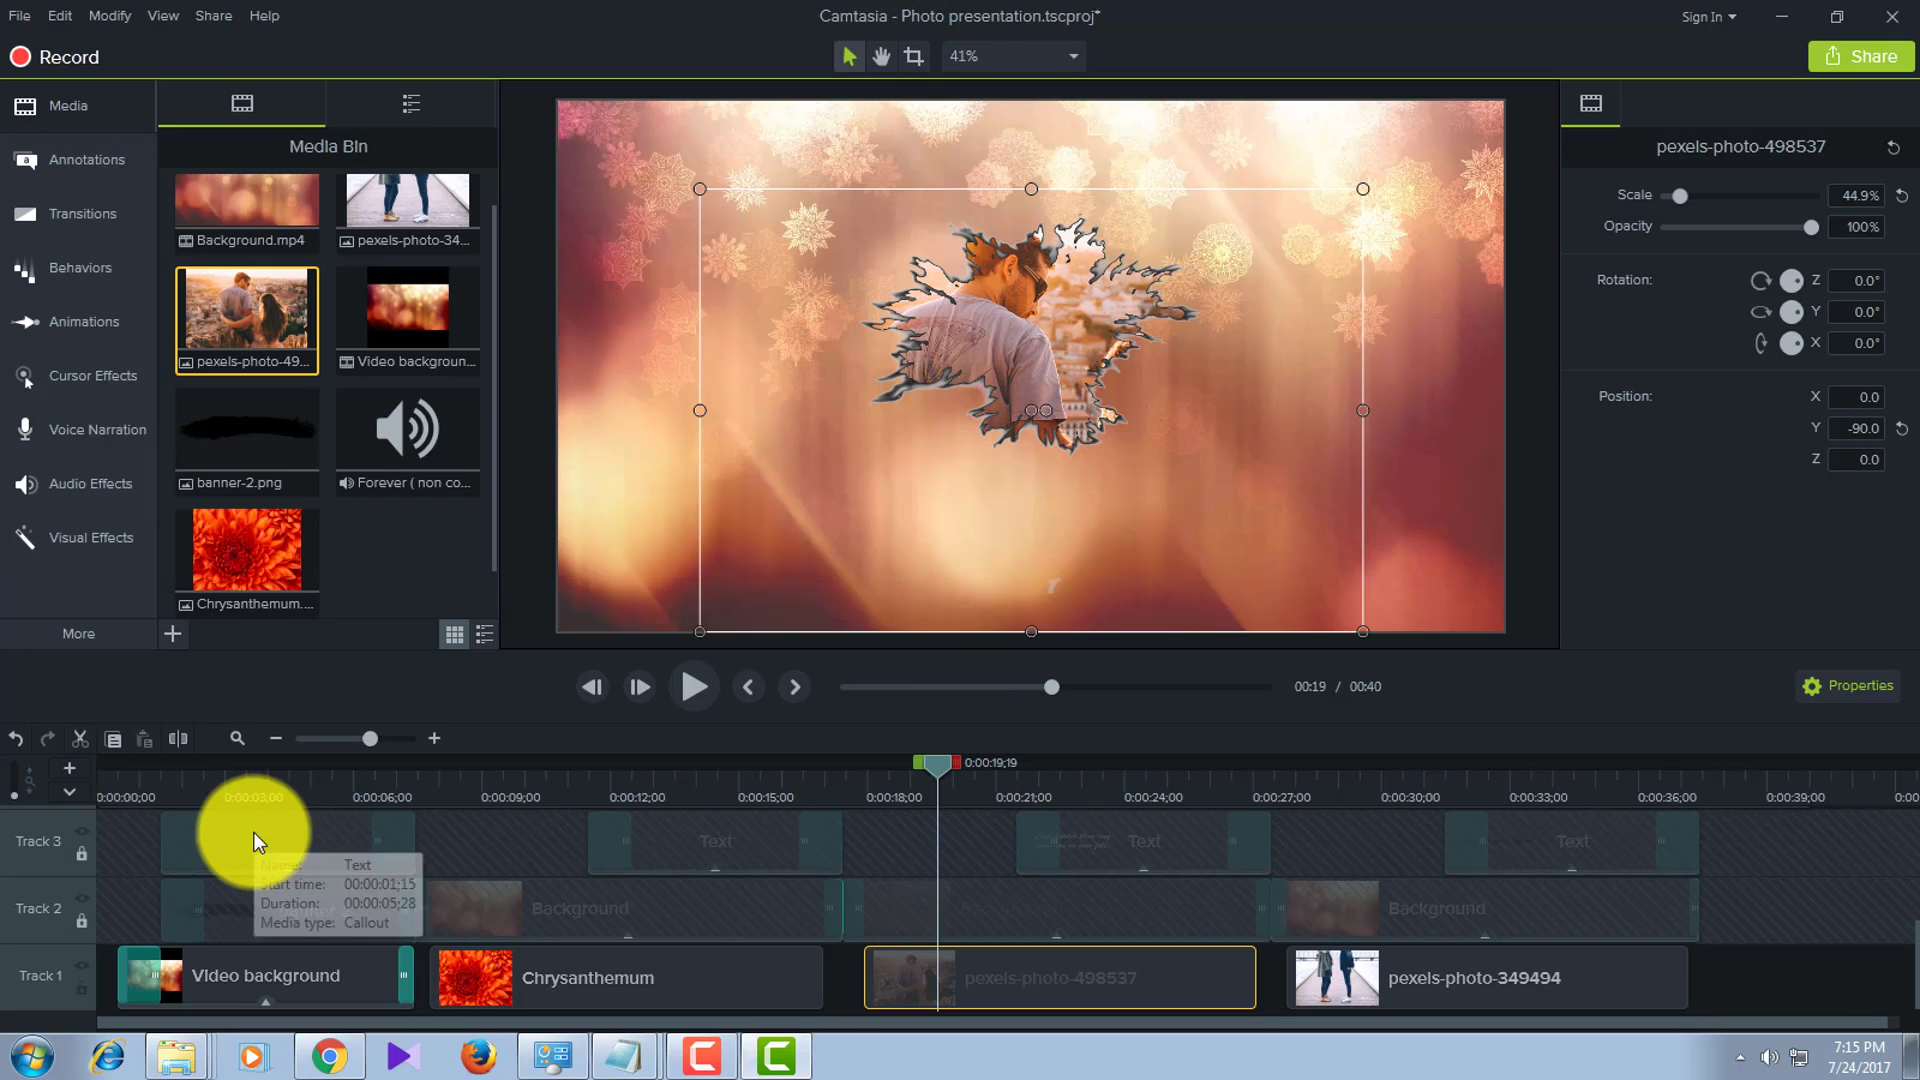 File Edit Modify View Share Help
Camtasia - Photo presentation.tscproj*
Sign In
Record
41%
Share
Media
Annotations
Transitions
Behaviors
Animations
Cursor Effects
Voice Narration
Audio Effects
Visual Effects
More
Media Bin
Background.mp4
pexels-photo-34...
pexels-photo-49...
Video backgroun...
banner-2.png
Forever ( non co...
Chrysanthemum....
pexels-photo-498537
Scale 44.9%
Opacity 100%
Rotation: Z 0.0°
Y 0.0°
X 0.0°
Position: X 0.0
Y -90.0
Z 0.0
00:19 / 00:40
Properties
0:00:19;19
0:00:00;00 0:00:03;00 0:00:06;00 0:00:09;00 0:00:12;00 0:00:15;00 0:00:18;00 0:00:21;00 0:00:24;00 0:00:27;00 0:00:30;00 0:00:33;00 0:00:36;00 0:00:39;00 0:00
Track 3
Text
Text
Text
Name: Text
Start time: 00:00:01;15
Duration: 00:00:05;28
Media type: Callout
Track 2
Background
Background
Track 1
VIdeo background
Chrysanthemum
pexels-photo-498537
pexels-photo-349494
7:15 PM
7/24/2017